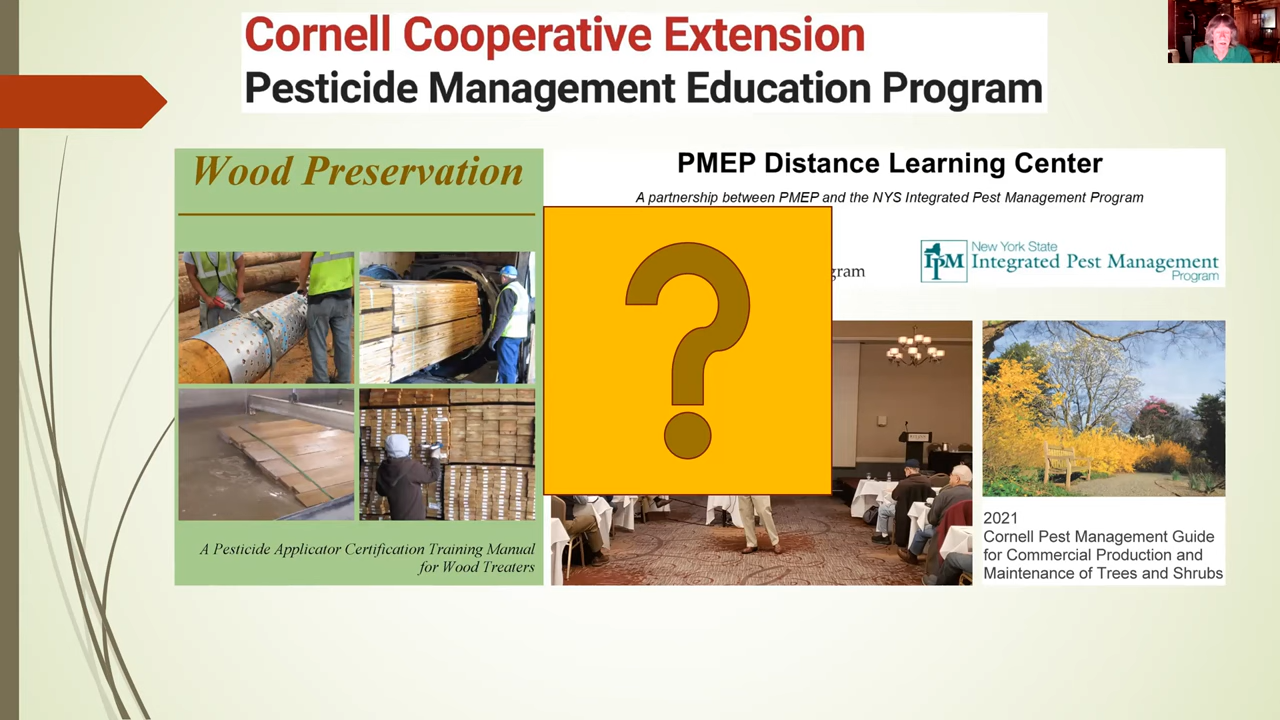 Cornell Cooperative Extension
Pesticide Management Education Program
Wood Preservation
A Pesticide Applicator Certification Training Manual
for Wood Treaters
PMEP Distance Learning Center
A partnership between PMEP and the NYS Integrated Pest Management Program
gram
New York State
IPM Integrated Pest Management
Program
?
2021
Cornell Pest Management Guide
for Commercial Production and
Maintenance of Trees and Shrubs